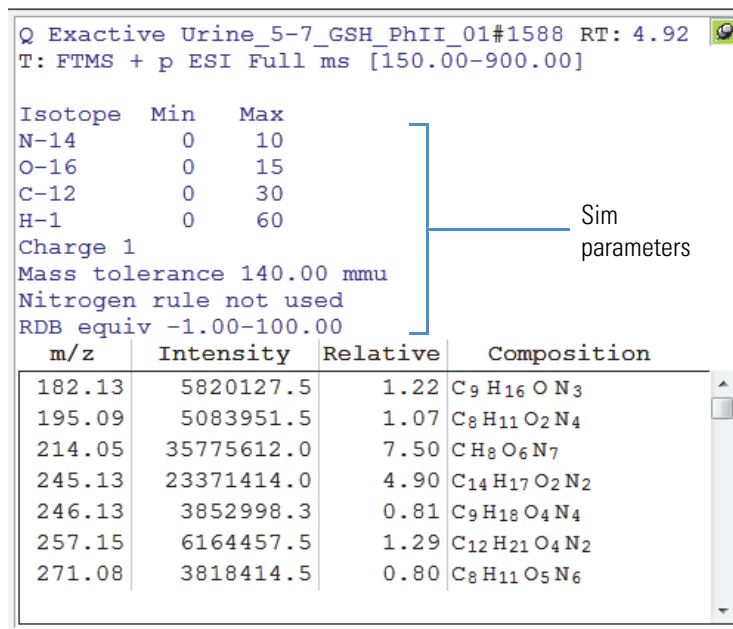 Q Exactive Urine_5-7_GSH_PhII_01#1588 RT: 4.92
T: FTMS + p ESI Full ms [150.00-900.00]
Isotope Min Max
N-14 0 10
O-16 0 15
C-12 0 30
H-1 0 60
Charge 1
Mass tolerance 140.00 mmu
Nitrogen rule not used
RDB equiv -1.00-100.00
Sim
parameters
m/z Intensity Relative Composition
182.13 5820127.5 1.22 C9 H16 O N3
195.09 5083951.5 1.07 C8 H11 O2 N4
214.05 35775612.0 7.50 C H8 O6 N7
245.13 23371414.0 4.90 C14 H17 O2 N2
246.13 3852998.3 0.81 C9 H18 O4 N4
257.15 6164457.5 1.29 C12 H21 O4 N2
271.08 3818414.5 0.80 C8 H11 O5 N6